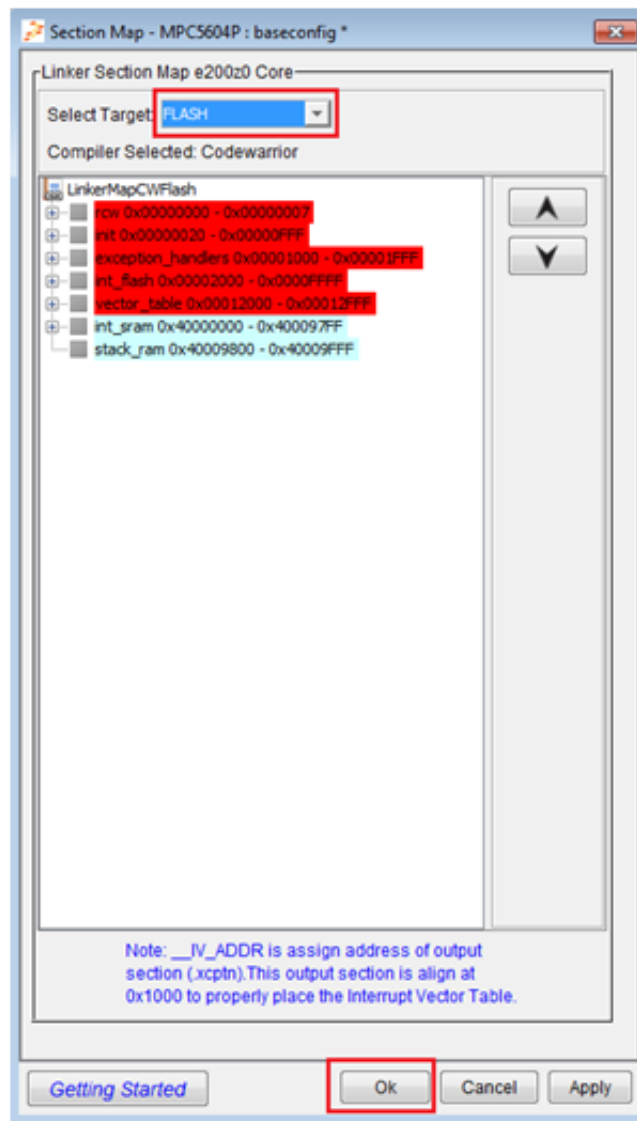 Section Map - MPC5604P : baseconfig *
Linker Section Map e200z0 Core
Select Target: FLASH
Compiler Selected: Codewarrior
LinkerMapCWFlash
rcw 0x00000000 - 0x00000007
init 0x00000020 - 0x00000FFF
exception_handlers 0x00001000 - 0x00001FFF
int_flash 0x00002000 - 0x0000FFFF
vector_table 0x00012000 - 0x00012FFF
int_sram 0x40000000 - 0x400097FF
stack_ram 0x40009800 - 0x40009FFF
Note: __IV_ADDR is assign address of output
section (.xcptn).This output section is align at
0x1000 to properly place the Interrupt Vector Table.
Getting Started
Ok
Cancel
Apply